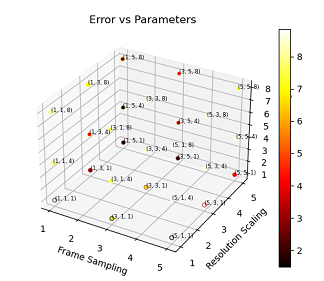 Error vs Parameters
(1, 5, 8)
(3, 5, 8)
(5, 5, 8)
(1, 3, 8)
(3, 3, 8)
(5, 3, 8)
(1, 1, 8)
(1, 5, 4)
(3, 5, 4)
(5, 5, 4)
(3, 1, 8)
(1, 3, 4)
(1, 5, 1)
(5, 1, 8)
(3, 3, 4)
(3, 5, 1)
(1, 1, 4)
(1, 3, 1)
(5, 3, 4)
(5, 5, 1)
(3, 1, 4)
(3, 3, 1)
(1, 1, 1)
(5, 1, 4)
(5, 3, 1)
(3, 1, 1)
(5, 1, 1)
1 2 3 4 5
Frame Sampling
1 2 3 4 5
Resolution Scaling
8
7
6
5
4
3
2
1
8
7
6
5
4
3
2